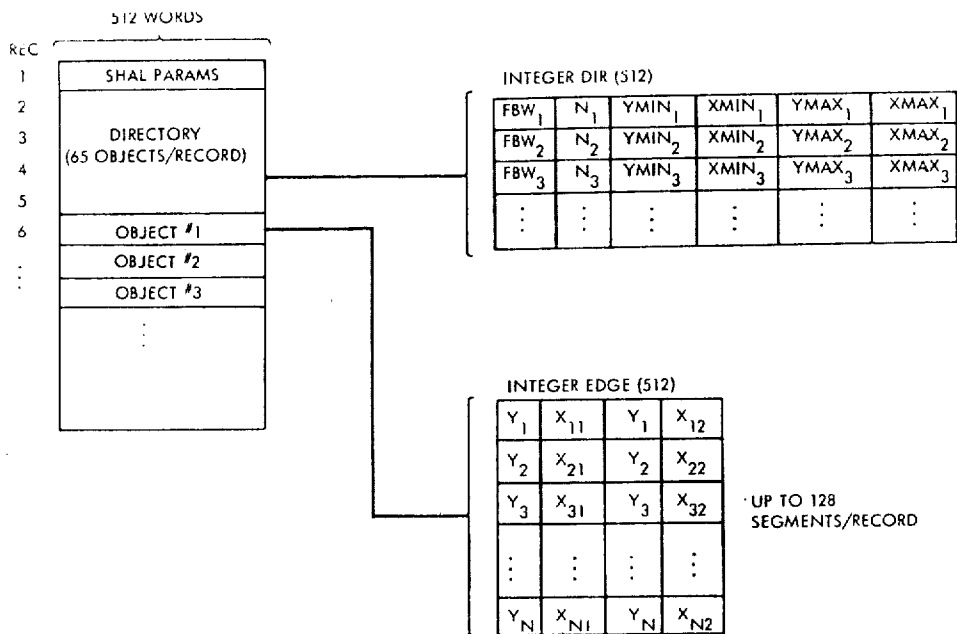 512 WORDS
REC
1 SHAL PARAMS
2
3 DIRECTORY
(65 OBJECTS/RECORD)
4
5
6 OBJECT #1
OBJECT #2
OBJECT #3
INTEGER DIR (512)
FBW1 N1 YMIN1 XMIN1 YMAX1 XMAX1
FBW2 N2 YMIN2 XMIN2 YMAX2 XMAX2
FBW3 N3 YMIN3 XMIN3 YMAX3 XMAX3
INTEGER EDGE (512)
Y1 X11 Y1 X12
Y2 X21 Y2 X22
Y3 X31 Y3 X32
YN XN1 YN XN2
UP TO 128
SEGMENTS/RECORD